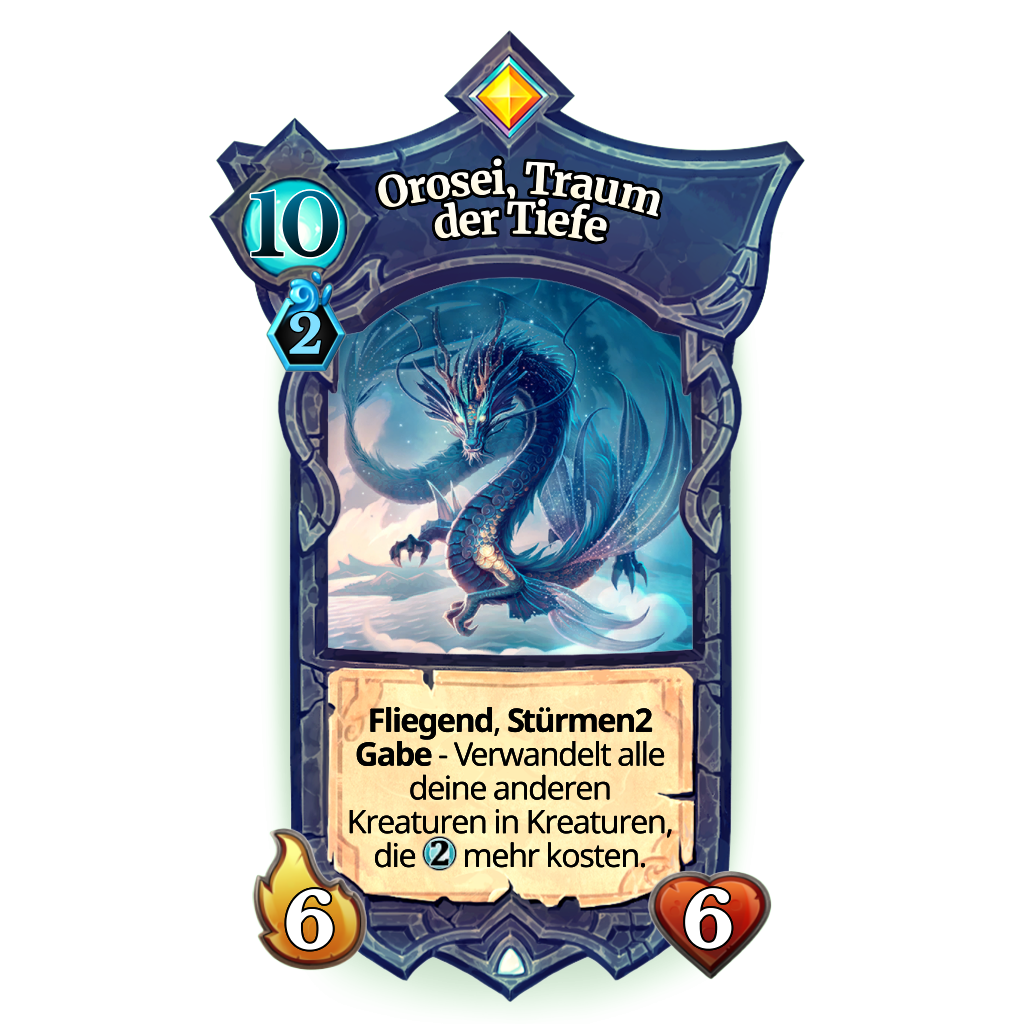 Orosei, Traum
der Tiefe
10
2
Fliegend, Stürmen2
Gabe - Verwandelt alle
deine anderen
Kreaturen in Kreaturen,
die 2 mehr kosten.
6
6